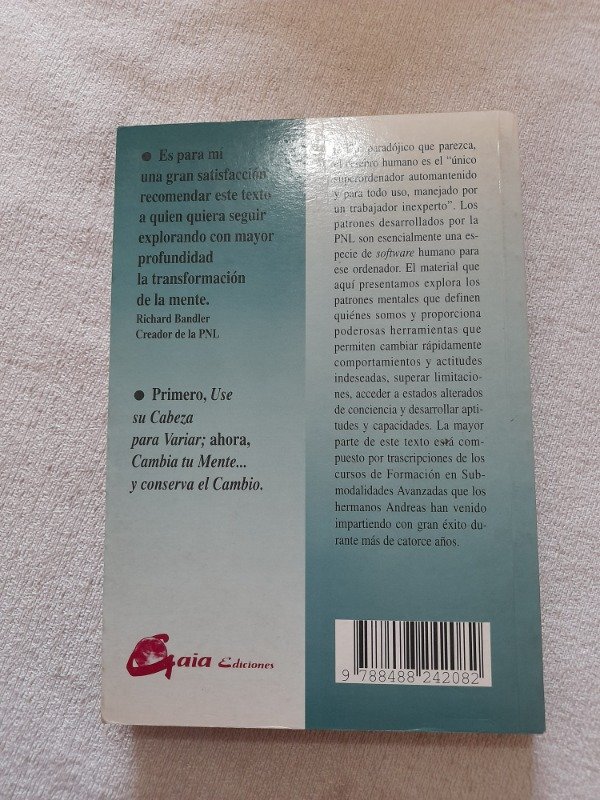 ● Es para mí
una gran satisfacción
recomendar este texto
a quien quiera seguir
explorando con mayor
profundidad
la transformación
de la mente.
Richard Bandler
Creador de la PNL
● Primero, Use
su Cabeza
para Variar; ahora,
Cambia tu Mente...
y conserva el Cambio.
Gaia Ediciones
paradójico que parezca,
cerebro humano es el “único
superordenador automantenido
y para todo uso, manejado por
un trabajador inexperto”. Los
patrones desarrollados por la
PNL son esencialmente una es-
pecie de software humano para
ese ordenador. El material que
aquí presentamos explora los
patrones mentales que definen
quiénes somos y proporciona
poderosas herramientas que
permiten cambiar rápidamente
comportamientos y actitudes
indeseadas, superar limitacio-
nes, acceder a estados alterados
de conciencia y desarrollar apti-
tudes y capacidades. La mayor
parte de este texto está com-
puesto por trascripciones de los
cursos de Formación en Sub-
modalidades Avanzadas que los
hermanos Andreas han venido
impartiendo con gran éxito du-
rante más de catorce años.
9 788488 242082